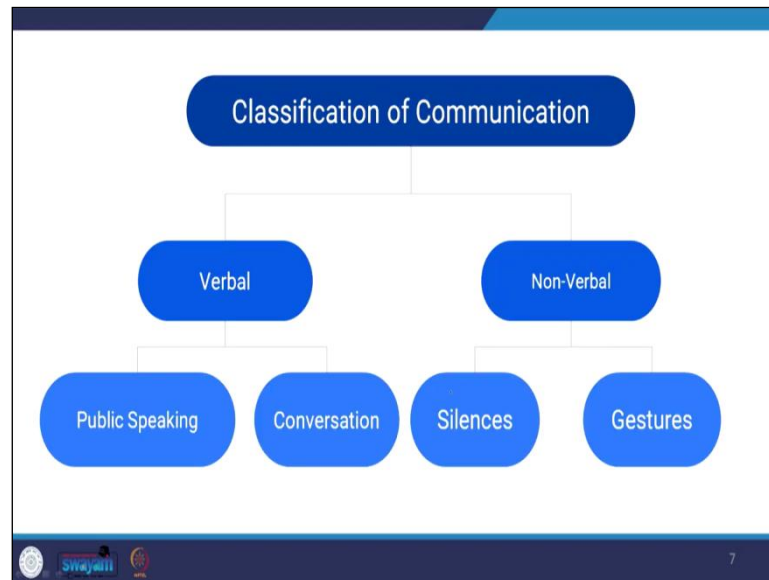 Classification of Communication
Verbal
Non-Verbal
Public Speaking
Conversation
Silences
Gestures
swayam
7